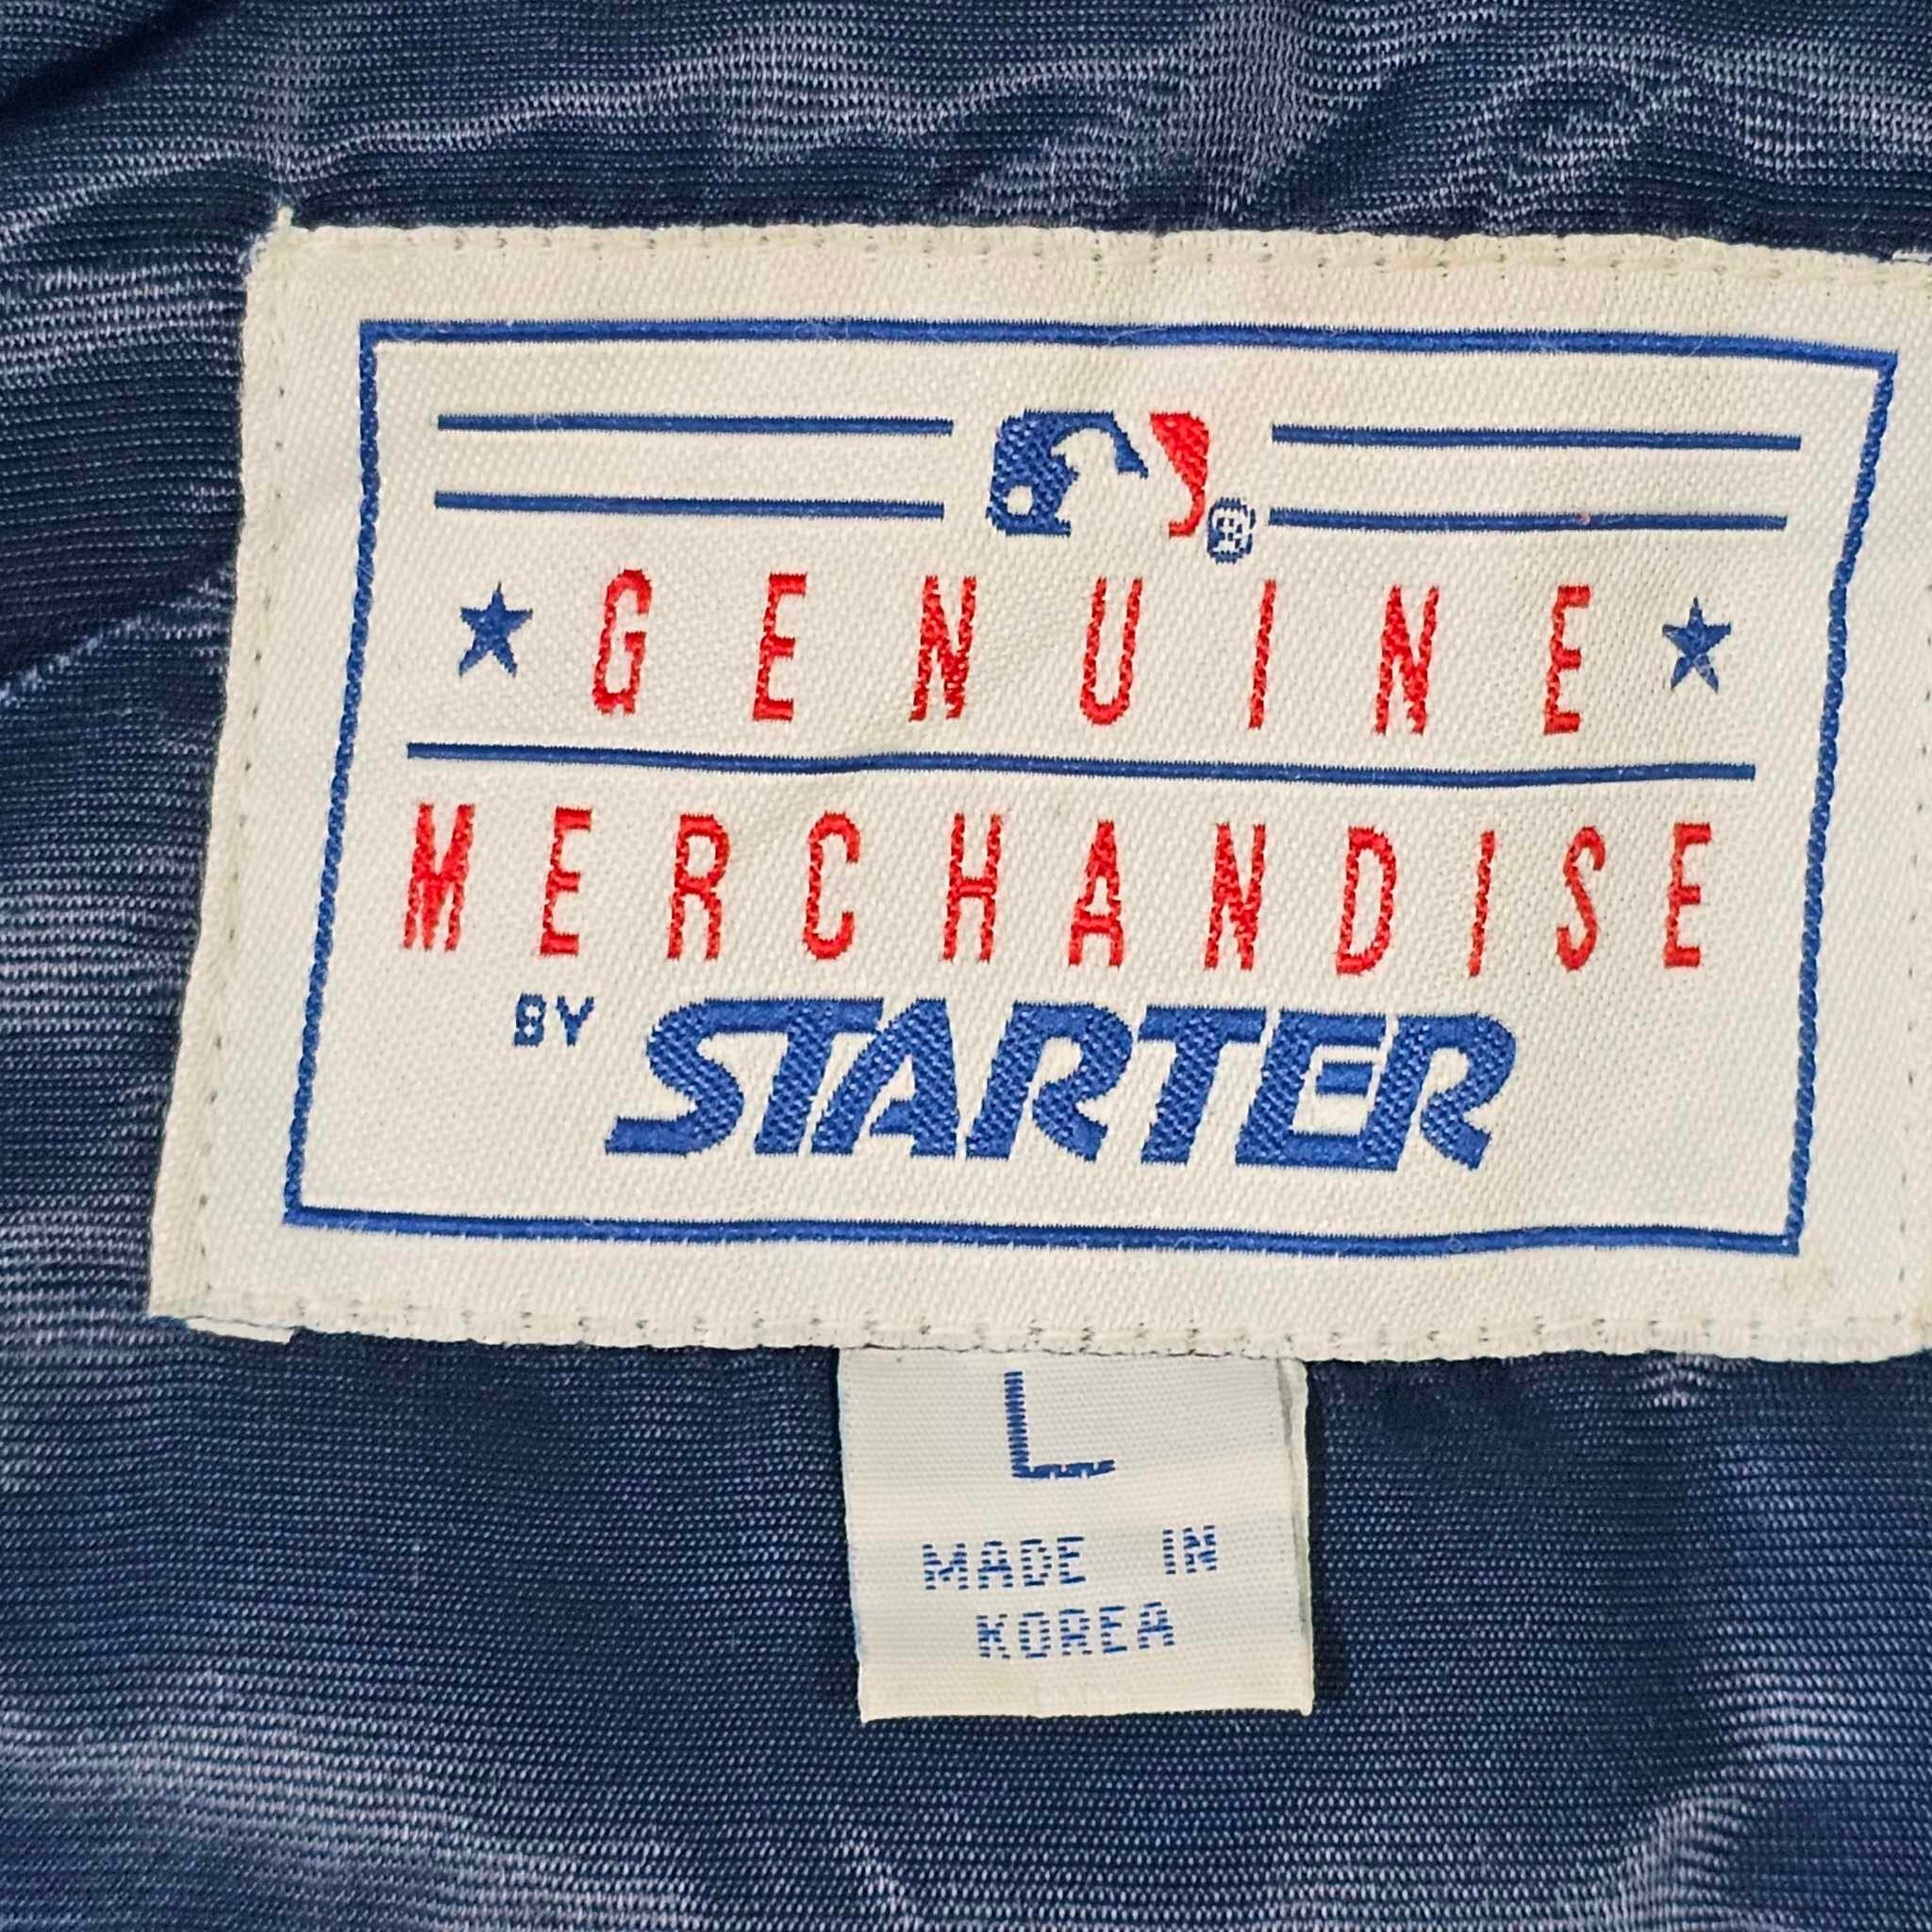 ®
GENUINE
MERCHANDISE
BY STARTER
L
MADE IN
KOREA